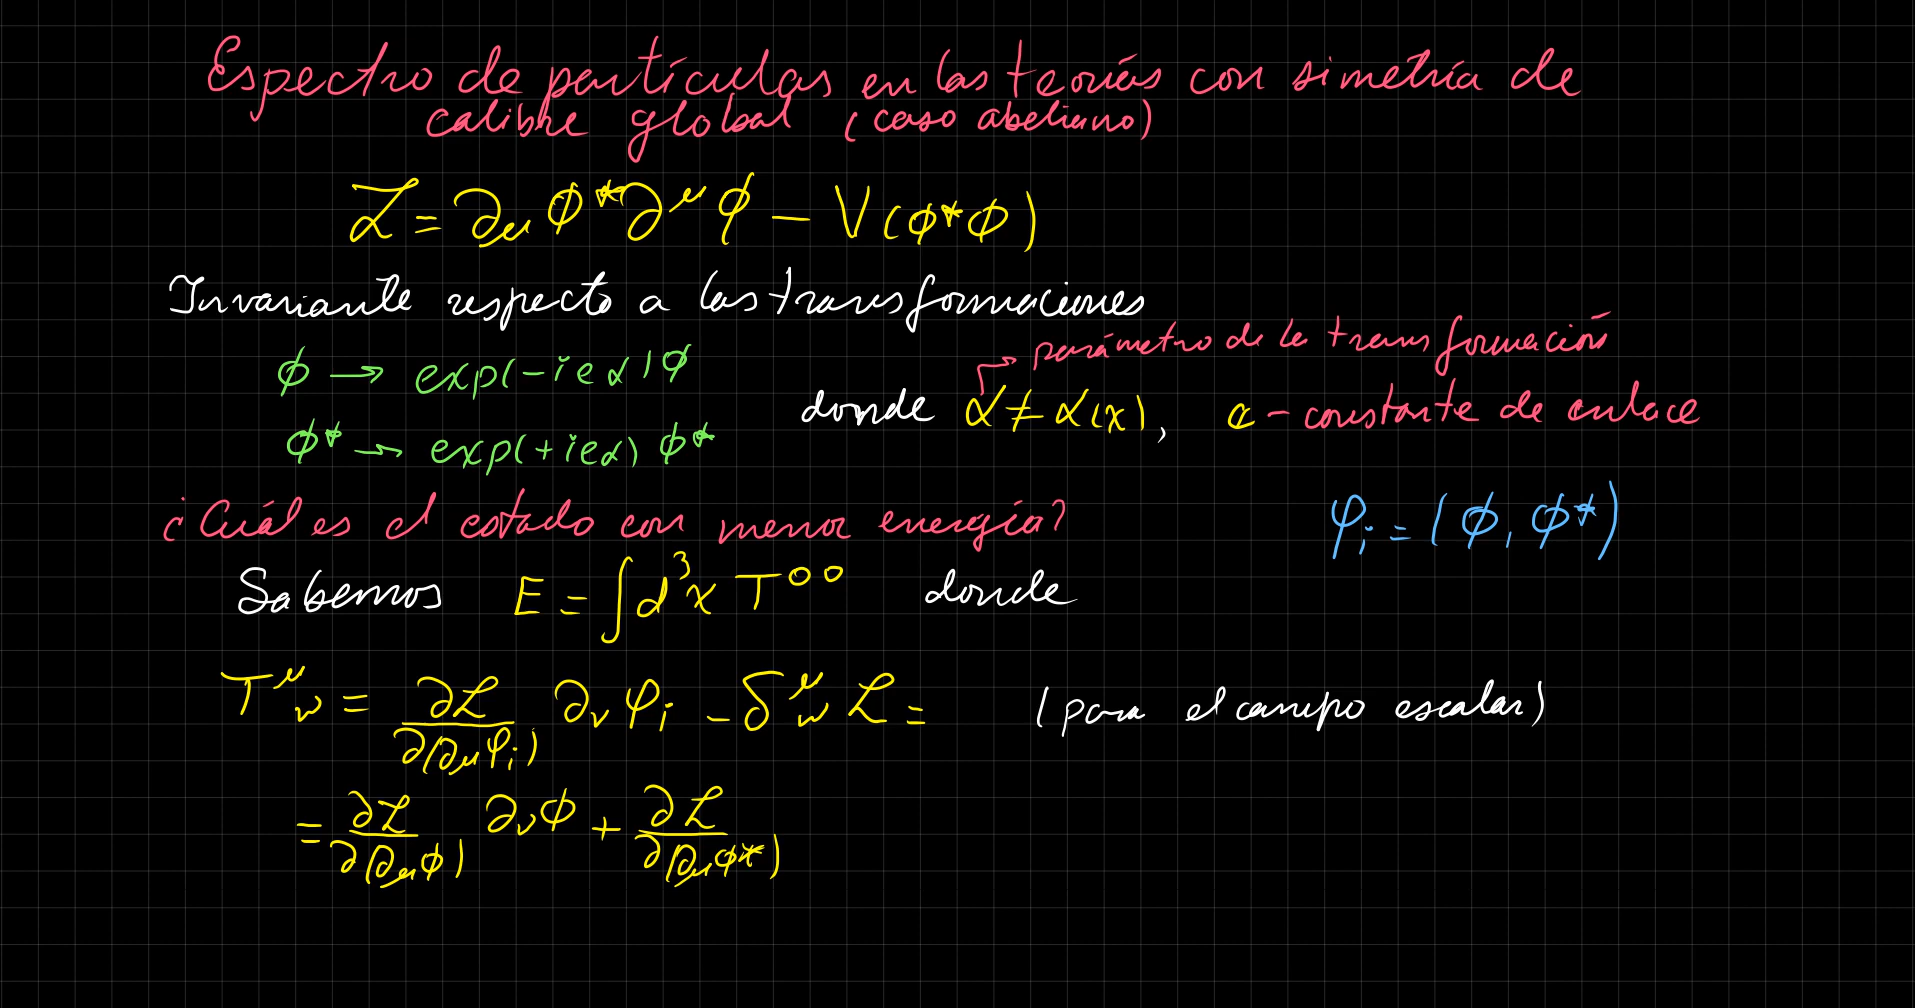 Espectro de partículas en las teorías con simetría de
calibre global (caso abeliano)
ℒ = ∂_μ ϕ* ∂^μ ϕ − V(ϕ*ϕ)
Invariante respecto a las transformaciones
ϕ → exp(−ieα)ϕ
→ parámetro de la transformación
donde α ≠ α(x), e – constante de enlace
ϕ* → exp(+ieα) ϕ*
¿Cuál es el estado con menor energía?
φ_i = (ϕ, ϕ*)
Sabemos E = ∫d³x T⁰⁰ donde
T^μ_ν = ∂ℒ/∂(∂_μ φ_i) ∂_ν φ_i − δ^μ_ν ℒ = (para el campo escalar)
= ∂ℒ/∂(∂_μ ϕ) ∂_ν ϕ + ∂ℒ/∂(∂_μ ϕ*)